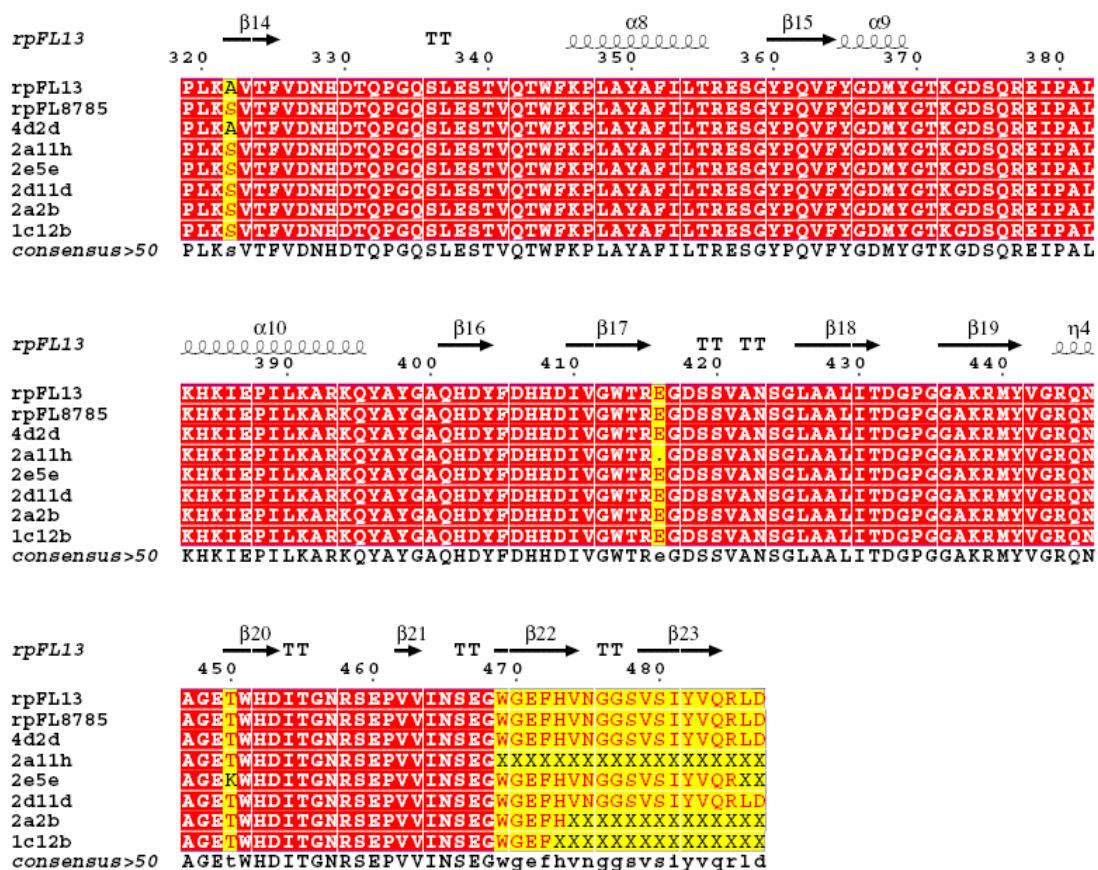 β14 α8 β15 α9
rpFL13 TT
320 330 340 350 360 370 380
rpFL13 PLKAVTFVDNHDTQPGQSLESTVQTWFKPLAYAFILTRESGYPQVFYGDMYGTKGDSQREIPAL
rpFL8785 PLKSVTFVDNHDTQPGQSLESTVQTWFKPLAYAFILTRESGYPQVFYGDMYGTKGDSQREIPAL
4d2d PLKAVTFVDNHDTQPGQSLESTVQTWFKPLAYAFILTRESGYPQVFYGDMYGTKGDSQREIPAL
2a11h PLKSVTFVDNHDTQPGQSLESTVQTWFKPLAYAFILTRESGYPQVFYGDMYGTKGDSQREIPAL
2e5e PLKSVTFVDNHDTQPGQSLESTVQTWFKPLAYAFILTRESGYPQVFYGDMYGTKGDSQREIPAL
2d11d PLKSVTFVDNHDTQPGQSLESTVQTWFKPLAYAFILTRESGYPQVFYGDMYGTKGDSQREIPAL
2a2b PLKSVTFVDNHDTQPGQSLESTVQTWFKPLAYAFILTRESGYPQVFYGDMYGTKGDSQREIPAL
1c12b PLKSVTFVDNHDTQPGQSLESTVQTWFKPLAYAFILTRESGYPQVFYGDMYGTKGDSQREIPAL
consensus>50 PLKsVTFVDNHDTQPGQSLESTVQTWFKPLAYAFILTRESGYPQVFYGDMYGTKGDSQREIPAL
α10 β16 β17 β18 β19 η4
rpFL13 TT TT
390 400 410 420 430 440
rpFL13 KHKIEPILKARKQYAYGAQHDYFDHHDIVGWTREGDSSVANSGLAALITDGPGGAKRMYVGRQN
rpFL8785 KHKIEPILKARKQYAYGAQHDYFDHHDIVGWTREGDSSVANSGLAALITDGPGGAKRMYVGRQN
4d2d KHKIEPILKARKQYAYGAQHDYFDHHDIVGWTREGDSSVANSGLAALITDGPGGAKRMYVGRQN
2a11h KHKIEPILKARKQYAYGAQHDYFDHHDIVGWTR.GDSSVANSGLAALITDGPGGAKRMYVGRQN
2e5e KHKIEPILKARKQYAYGAQHDYFDHHDIVGWTREGDSSVANSGLAALITDGPGGAKRMYVGRQN
2d11d KHKIEPILKARKQYAYGAQHDYFDHHDIVGWTREGDSSVANSGLAALITDGPGGAKRMYVGRQN
2a2b KHKIEPILKARKQYAYGAQHDYFDHHDIVGWTREGDSSVANSGLAALITDGPGGAKRMYVGRQN
1c12b KHKIEPILKARKQYAYGAQHDYFDHHDIVGWTREGDSSVANSGLAALITDGPGGAKRMYVGRQN
consensus>50 KHKIEPILKARKQYAYGAQHDYFDHHDIVGWTReGDSSVANSGLAALITDGPGGAKRMYVGRQN
β20 β21 β22 β23
rpFL13 TT TT TT
450 460 470 480
rpFL13 AGETWHDITGNRSEPVVINSEGWGEFHVNGGSVSIYVQRLD
rpFL8785 AGETWHDITGNRSEPVVINSEGWGEFHVNGGSVSIYVQRLD
4d2d AGETWHDITGNRSEPVVINSEGWGEFHVNGGSVSIYVQRLD
2a11h AGETWHDITGNRSEPVVINSEGXXXXXXXXXXXXXXXXXXX
2e5e AGEKWHDITGNRSEPVVINSEGWGEFHVNGGSVSIYVQRXX
2d11d AGETWHDITGNRSEPVVINSEGWGEFHVNGGSVSIYVQRLD
2a2b AGETWHDITGNRSEPVVINSEGWGEFHXXXXXXXXXXXXXX
1c12b AGETWHDITGNRSEPVVINSEGWGEFXXXXXXXXXXXXXXX
consensus>50 AGEtWHDITGNRSEPVVINSEGwgefhvnggsvsiyvqrld